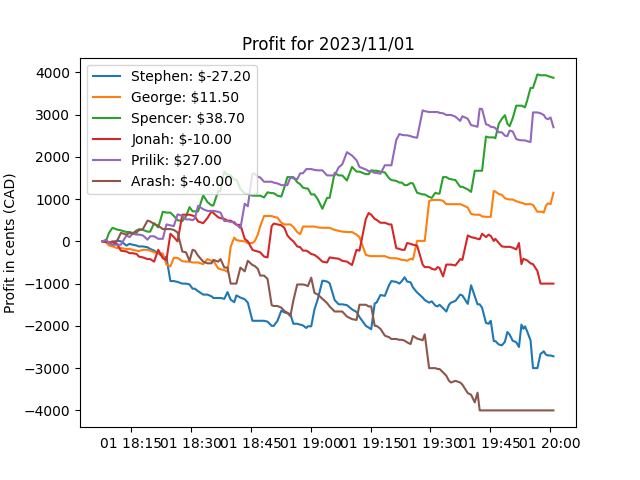 Profit for 2023/11/01
Profit in cents (CAD)
4000
3000
2000
1000
0
−1000
−2000
−3000
−4000
Stephen: $-27.20
George: $11.50
Spencer: $38.70
Jonah: $-10.00
Prilik: $27.00
Arash: $-40.00
01 18:15 01 18:30 01 18:45 01 19:00 01 19:15 01 19:30 01 19:45 01 20:00